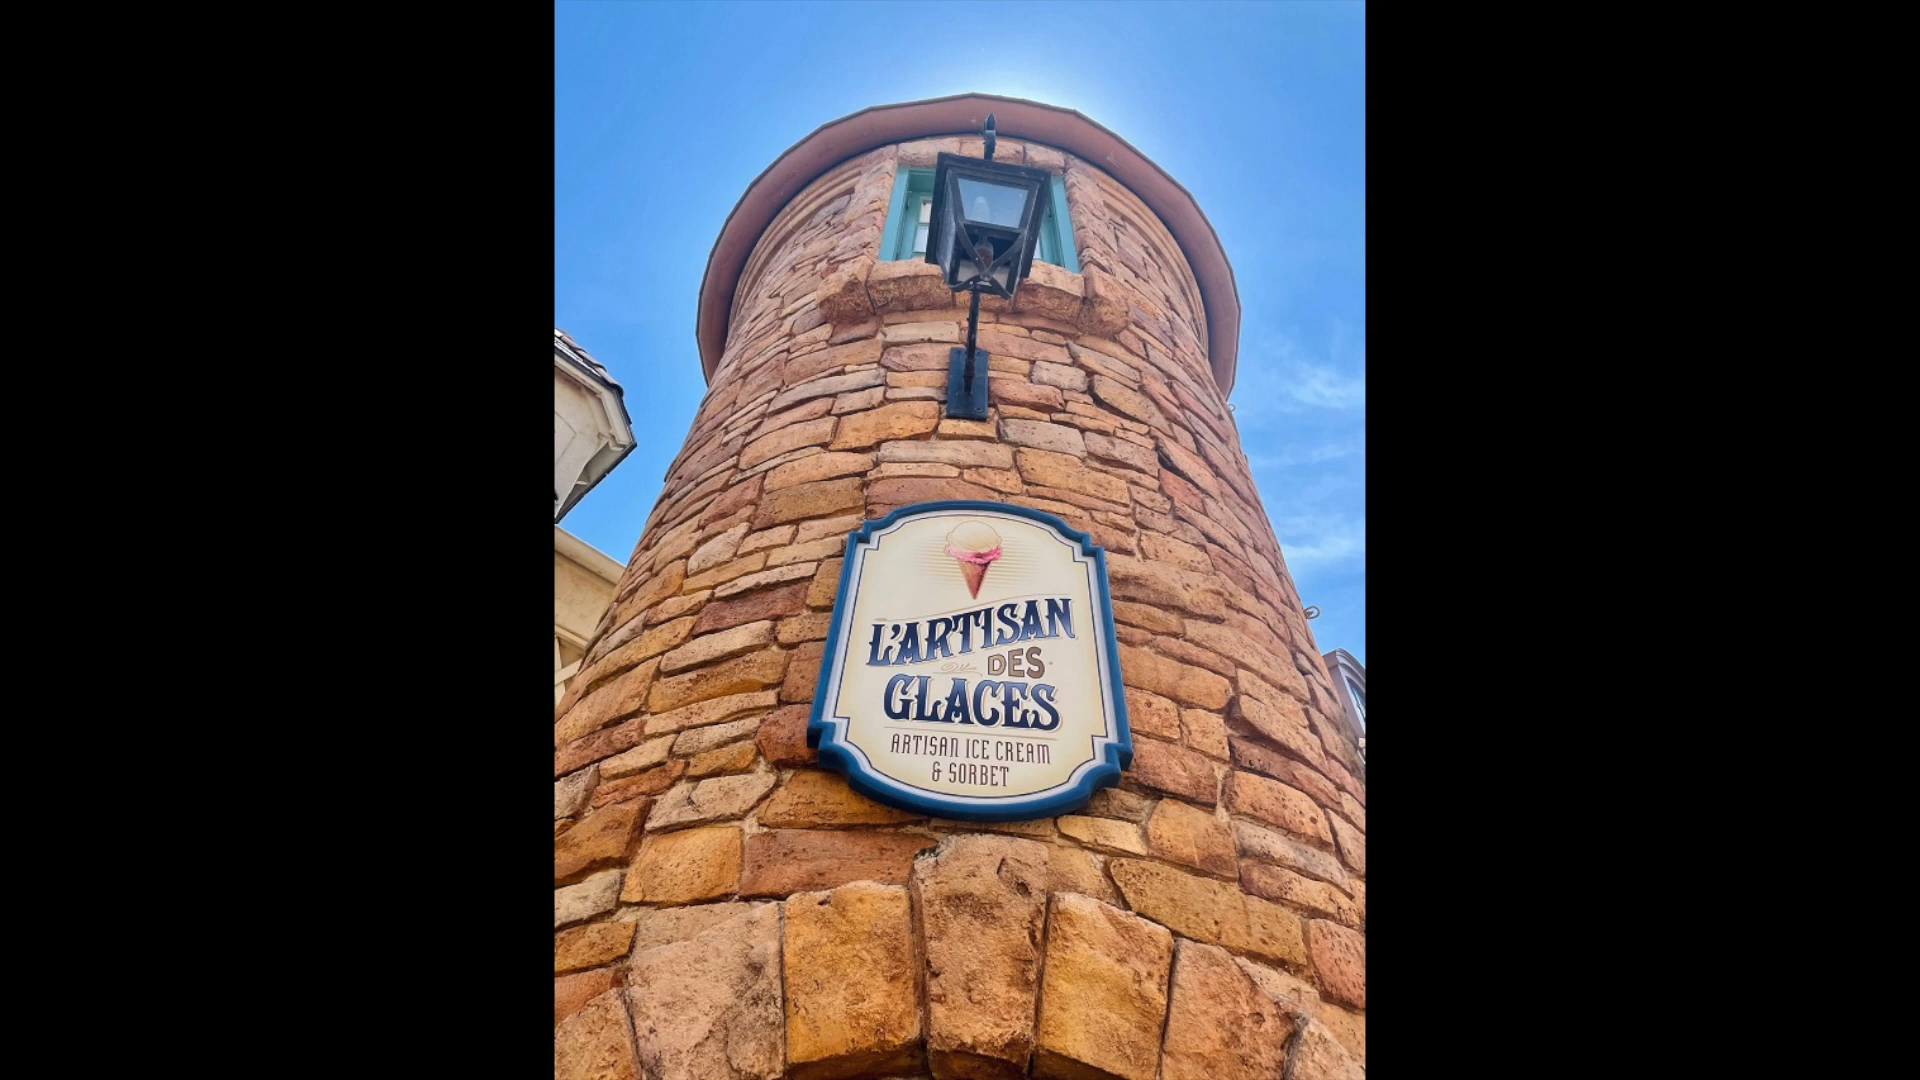 L'ARTISAN
DES
GLACES
ARTISAN ICE CREAM
& SORBET